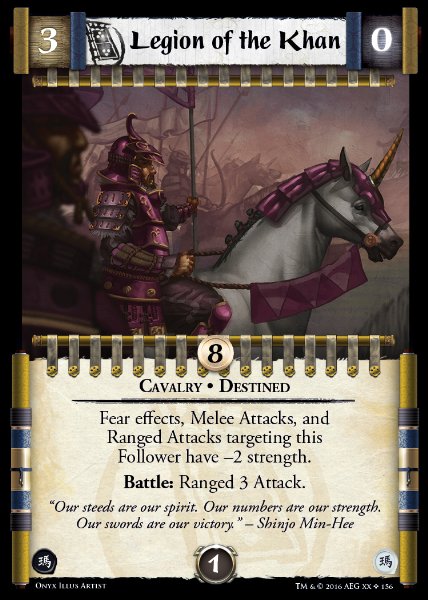 3 Legion of the Khan 0
8
Cavalry • Destined
Fear effects, Melee Attacks, and
Ranged Attacks targeting this
Follower have –2 strength.
Battle: Ranged 3 Attack.
“Our steeds are our spirit. Our numbers are our strength.
Our swords are our victory.” – Shinjo Min-Hee
瑪 1 瑪
Onyx Illus Artist TM & © 2016 AEG XX ❖ 156